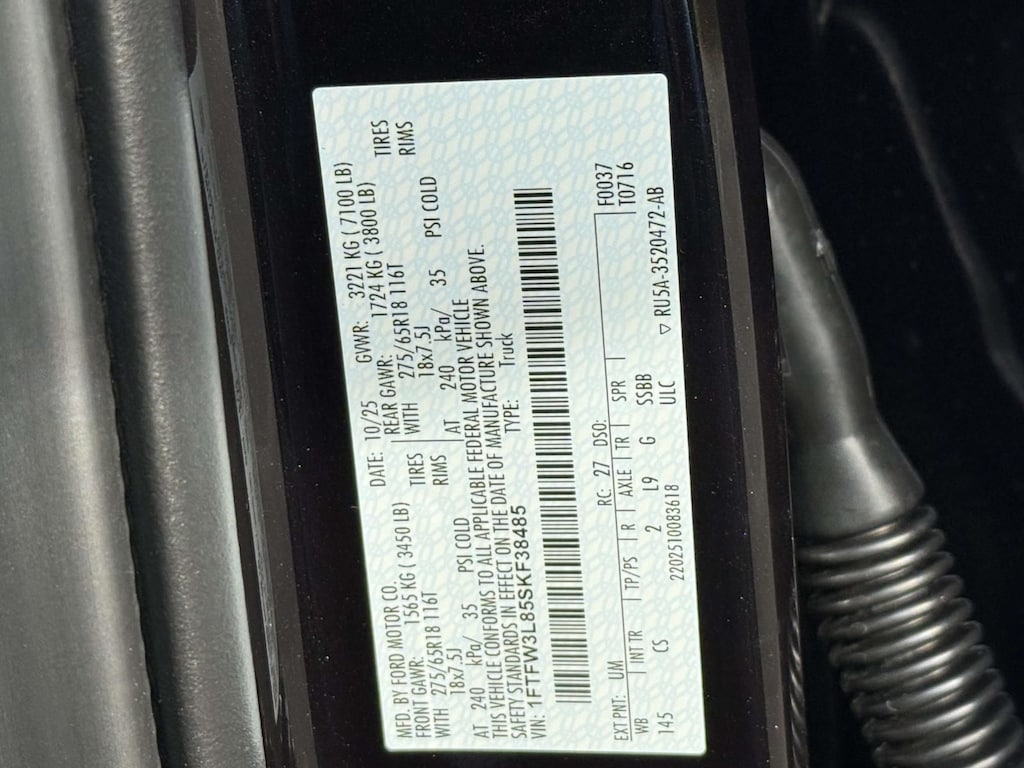 MFD. BY FORD MOTOR CO. DATE: 10/25 GVWR: 3221 KG ( 7100 LB)
FRONT GAWR: 1565 KG ( 3450 LB) REAR GAWR: 1724 KG ( 3800 LB)
WITH 275/65R18 116T TIRES WITH 275/65R18 116T TIRES
18x7.5J RIMS 18x7.5J RIMS
AT 240 kPa/ 35 PSI COLD AT 240 kPa/ 35 PSI COLD
THIS VEHICLE CONFORMS TO ALL APPLICABLE FEDERAL MOTOR VEHICLE
SAFETY STANDARDS IN EFFECT ON THE DATE OF MANUFACTURE SHOWN ABOVE.
VIN: 1FTFW3L85SKF38485 TYPE: Truck
EXT PNT: UM RC: 27 DSO: F0037
WB INT TR TP/PS R AXLE TR SPR T0716
145 CS 2 L9 G SSBB
220251008361​8 ULC ▽ RU5A-3520472-AB